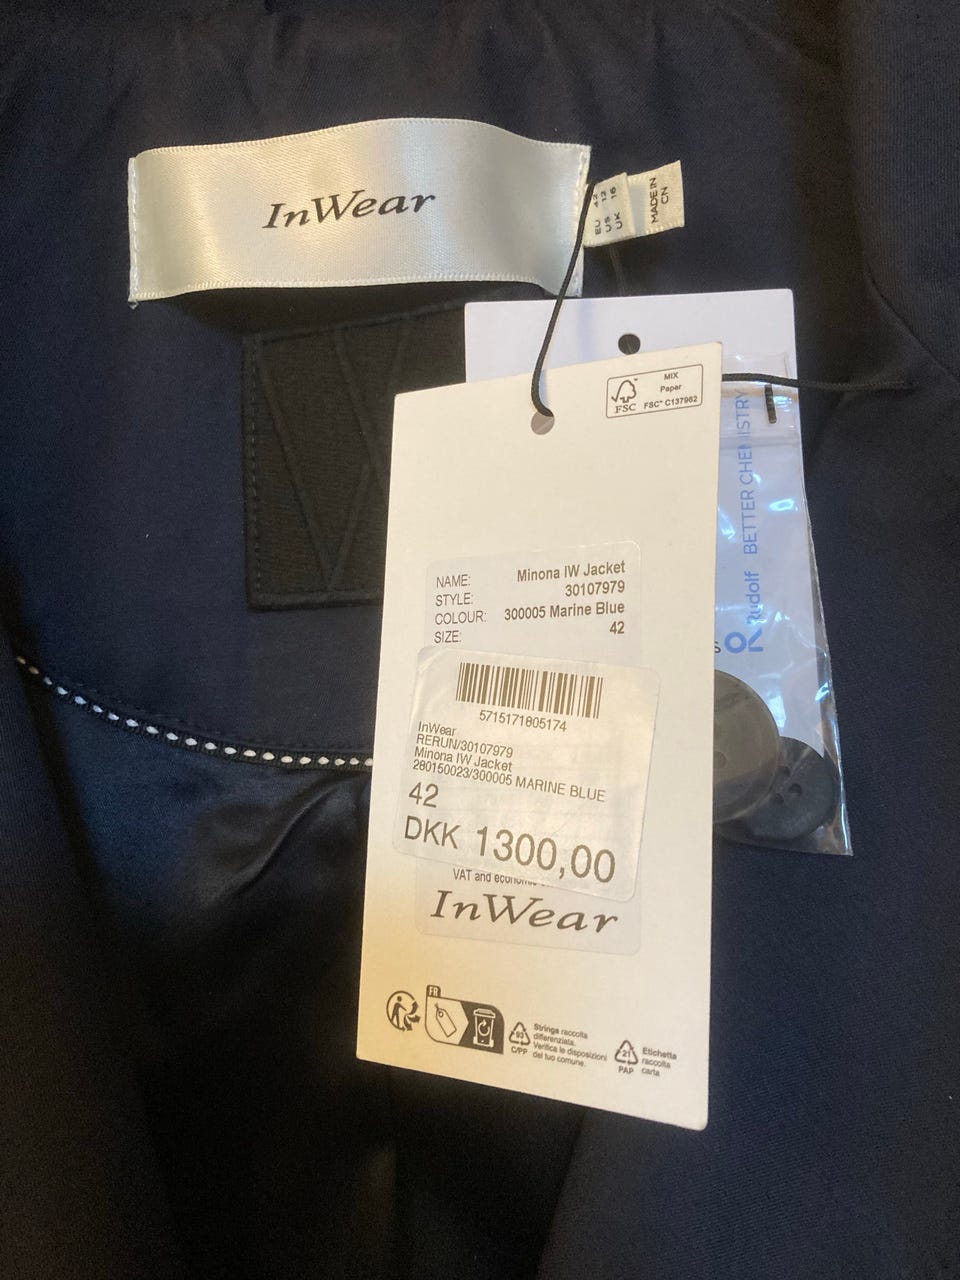 InWear
EU 42
US 12
UK 16
MADE IN
CN
MIX
Paper
FSC™ C137962
FSC
BETTER CHEMISTRY
Rudolf
NAME: Minona IW Jacket
STYLE: 30107979
COLOUR: 300005 Marine Blue
SIZE: 42
5715171805174
InWear
RERUN/30107979
Minona IW Jacket
280150023/300005 MARINE BLUE
42
DKK 1300,00
VAT and
InWear
FR
93
C/PP
Stringa raccolta
differenziata.
Verifica le disposizioni
del tuo comune.
21
PAP
Etichetta
raccolta
carta